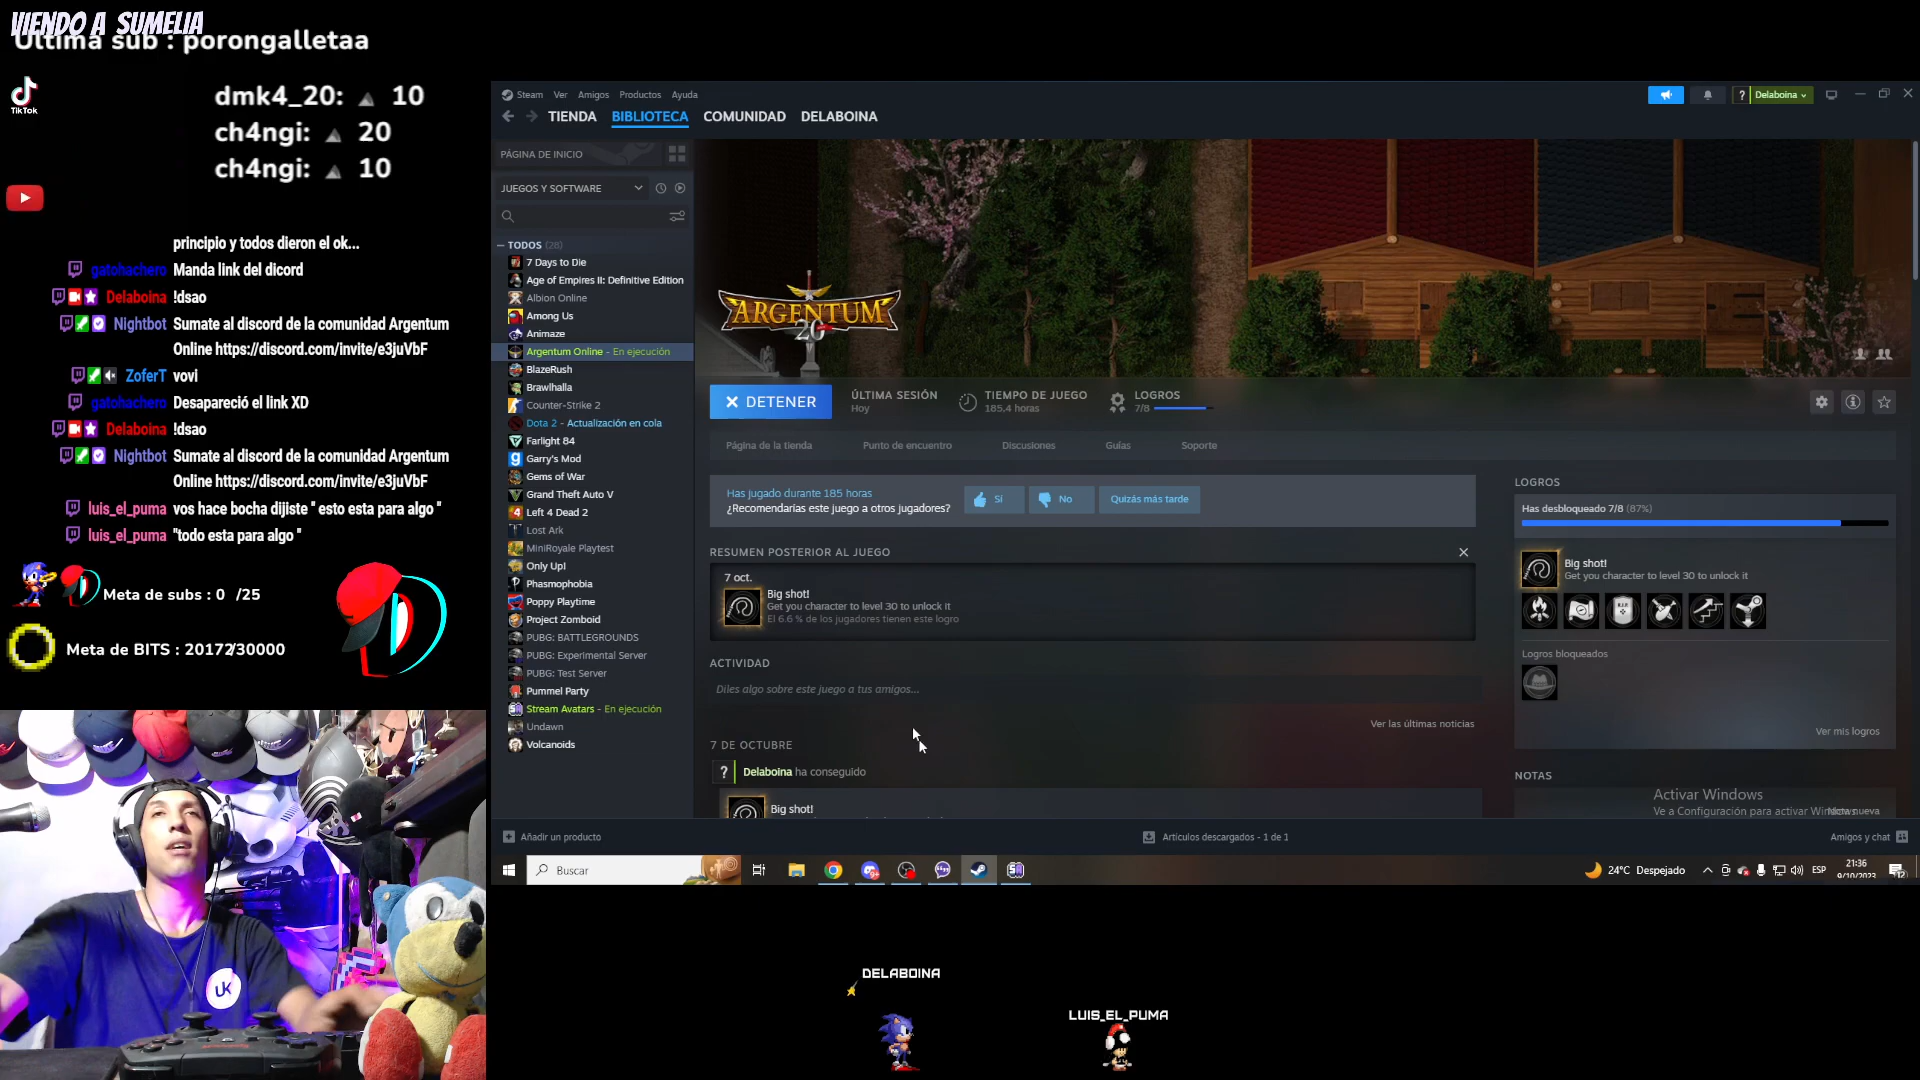 VIENDO A SUMELIA
Ultima sub : porongalletaa
TikTok
dmk4_20: 10
ch4ngi: 20
ch4ngi: 10
principio y todos dieron el ok...
gatohachero Manda link del dicord
Delaboina !dsao
Nightbot Sumate al discord de la comunidad Argentum
Online https://discord.com/invite/e3juVbF
ZoferT vovi
gatohachero Desapareció el link XD
Delaboina !dsao
Nightbot Sumate al discord de la comunidad Argentum
Online https://discord.com/invite/e3juVbF
luis_el_puma vos hace bocha dijiste " esto esta para algo "
luis_el_puma "todo esta para algo "
Meta de subs : 0 /25
Meta de BITS : 20172/30000
UK
Steam Ver Amigos Productos Ayuda
? Delaboina
TIENDA BIBLIOTECA COMUNIDAD DELABOINA
PÁGINA DE INICIO
JUEGOS Y SOFTWARE
TODOS (28)
7 Days to Die
Age of Empires II: Definitive Edition
Albion Online
Among Us
Animaze
Argentum Online - En ejecución
BlazeRush
Brawlhalla
Counter-Strike 2
Dota 2 - Actualización en cola
Farlight 84
Garry's Mod
Gems of War
Grand Theft Auto V
Left 4 Dead 2
Lost Ark
MiniRoyale Playtest
Only Up!
Phasmophobia
Poppy Playtime
Project Zomboid
PUBG: BATTLEGROUNDS
PUBG: Experimental Server
PUBG: Test Server
Pummel Party
Stream Avatars - En ejecución
Undawn
Volcanoids
ARGENTUM
20
DETENER
ÚLTIMA SESIÓN
Hoy
TIEMPO DE JUEGO
185,4 horas
LOGROS
7/8
Página de la tienda Punto de encuentro Discusiones Guías Soporte
Has jugado durante 185 horas
¿Recomendarías este juego a otros jugadores?
Sí No Quizás más tarde
RESUMEN POSTERIOR AL JUEGO
7 oct.
Big shot!
Get you character to level 30 to unlock it
El 6.6 % de los jugadores tienen este logro
ACTIVIDAD
Diles algo sobre este juego a tus amigos...
Ver las últimas noticias
7 DE OCTUBRE
? Delaboina ha conseguido
Big shot!
LOGROS
Has desbloqueado 7/8 (87%)
Big shot!
Get you character to level 30 to unlock it
R.I.P
Logros bloqueados
Ver mis logros
NOTAS
Activar Windows
Ve a Configuración para activar Windows.
nueva
Añadir un producto
Artículos descargados - 1 de 1
Amigos y chat
Buscar
24°C Despejado
ESP
21:36
9/10/2023
DELABOINA
LUIS_EL_PUMA